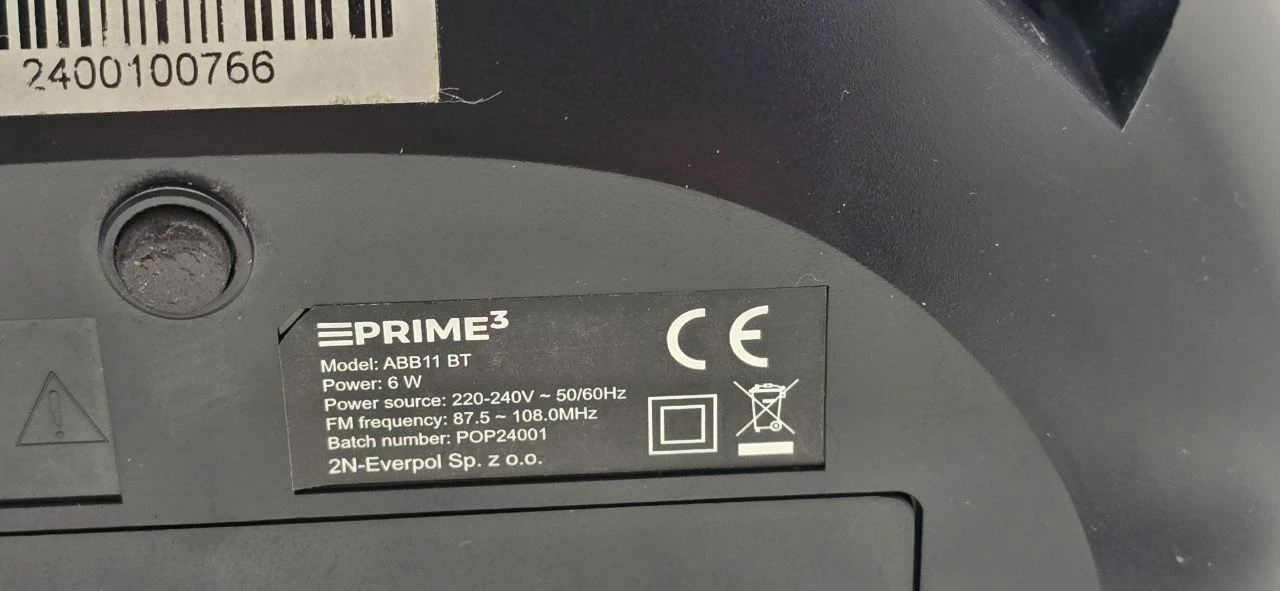 2400100766
PRIME³
CE
Model: ABB11 BT
Power: 6 W
Power source: 220-240V ~ 50/60Hz
FM frequency: 87.5 ~ 108.0MHz
Batch number: POP24001
2N-Everpol Sp. z o.o.